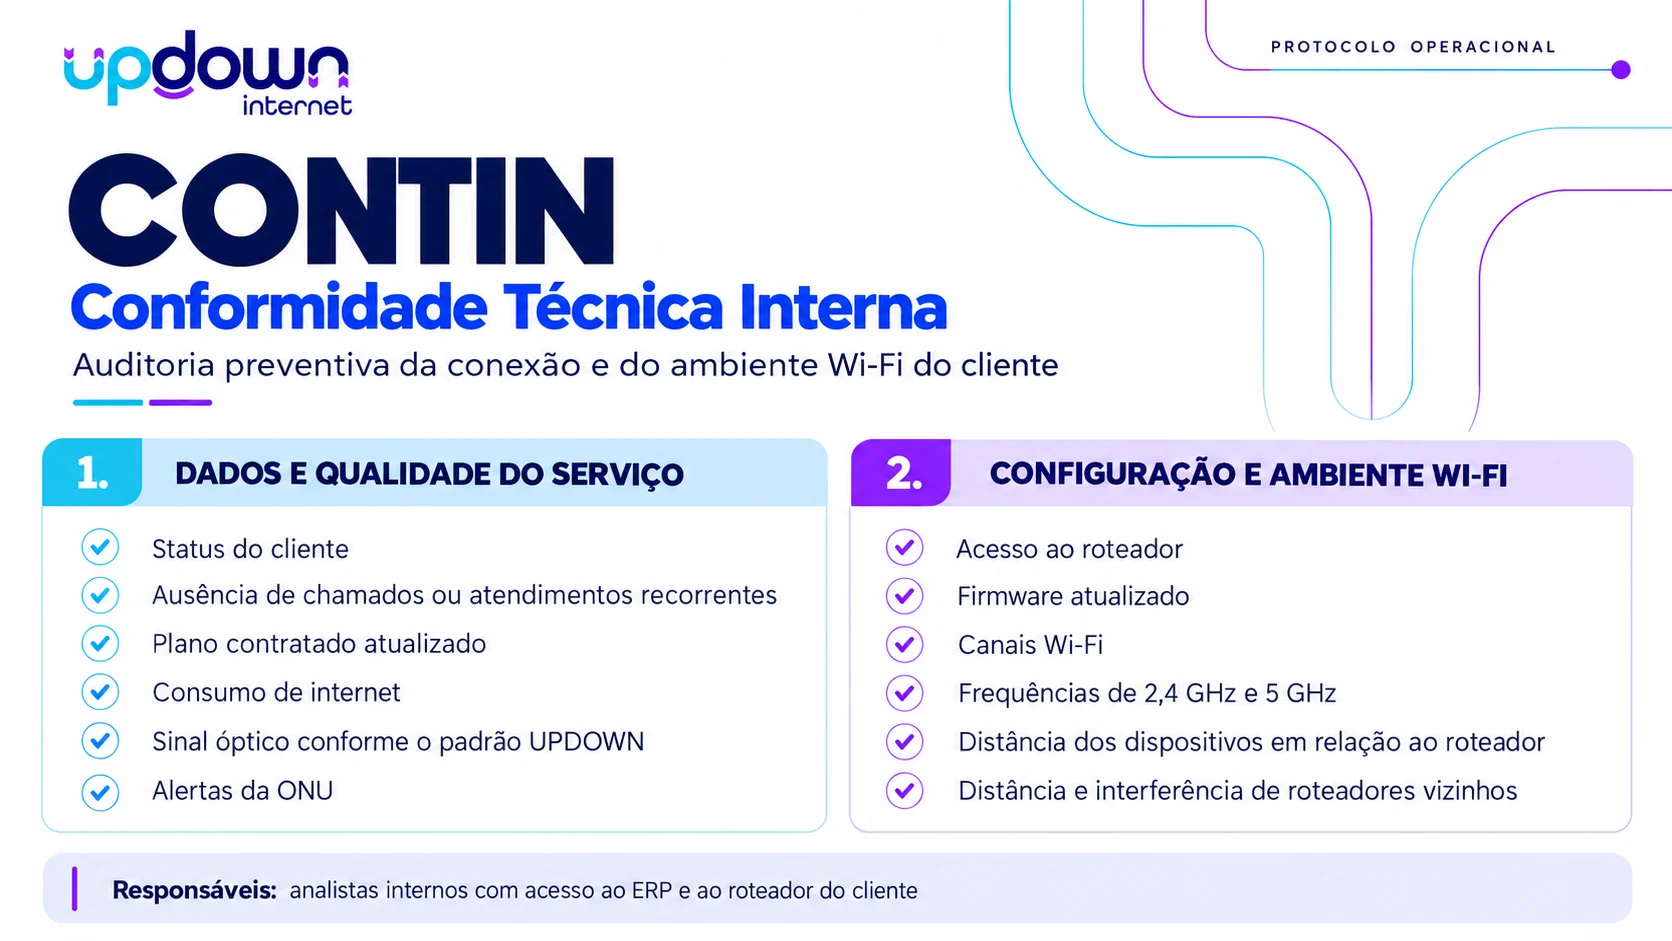 updown
internet
PROTOCOLO OPERACIONAL
CONTIN
Conformidade Técnica Interna
Auditoria preventiva da conexão e do ambiente Wi-Fi do cliente
1. DADOS E QUALIDADE DO SERVIÇO
Status do cliente
Ausência de chamados ou atendimentos recorrentes
Plano contratado atualizado
Consumo de internet
Sinal óptico conforme o padrão UPDOWN
Alertas da ONU
2. CONFIGURAÇÃO E AMBIENTE WI-FI
Acesso ao roteador
Firmware atualizado
Canais Wi-Fi
Frequências de 2,4 GHz e 5 GHz
Distância dos dispositivos em relação ao roteador
Distância e interferência de roteadores vizinhos
Responsáveis: analistas internos com acesso ao ERP e ao roteador do cliente